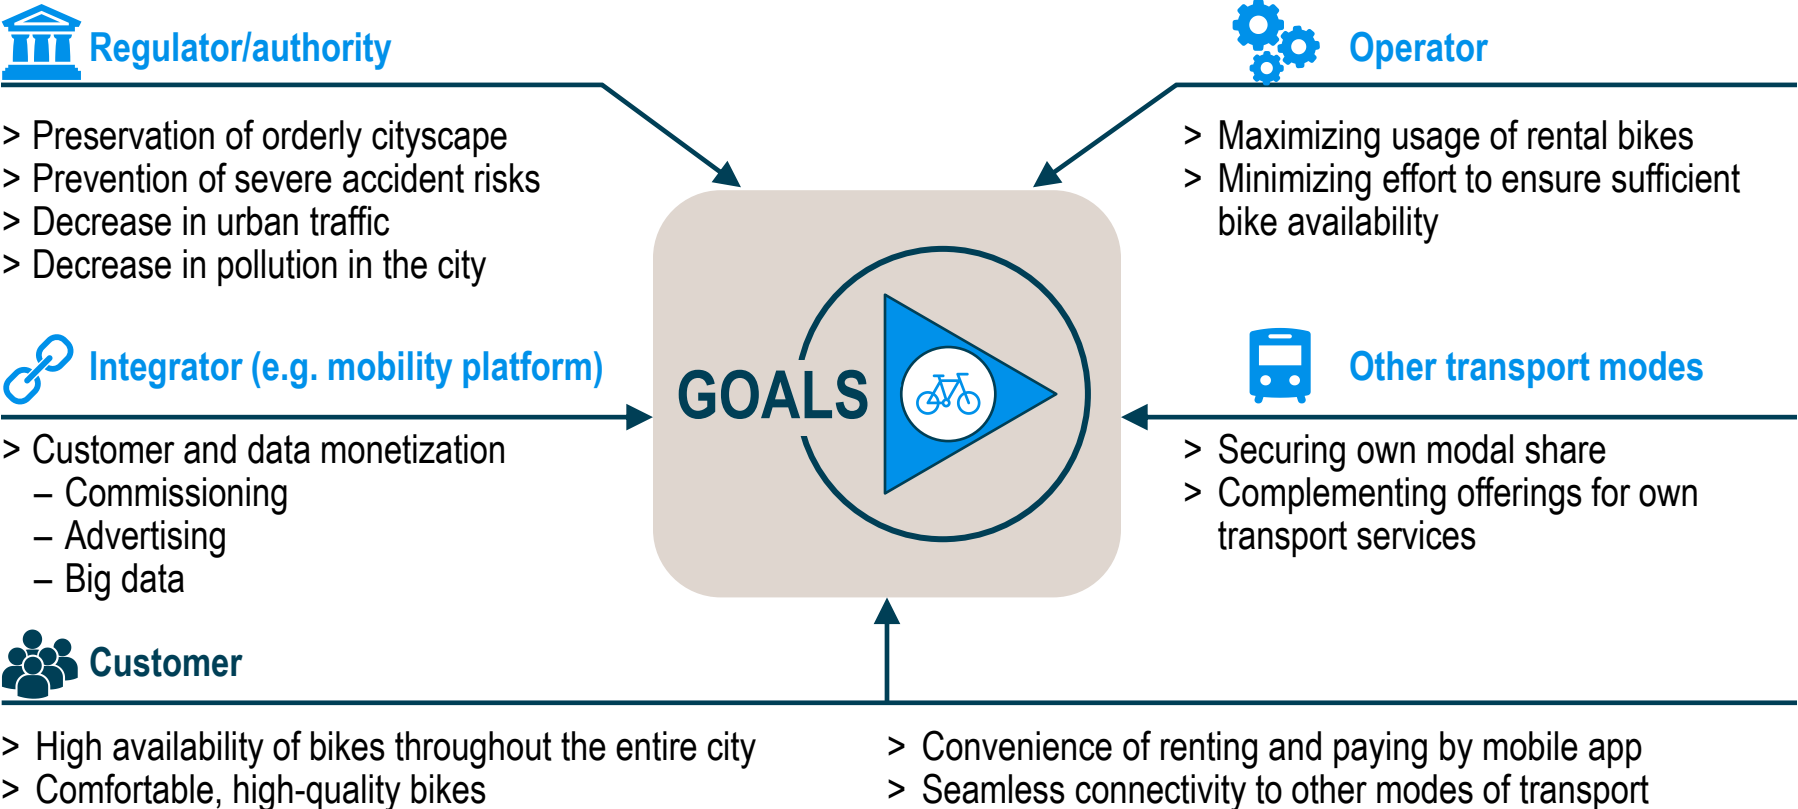 Regulator/authority
> Preservation of orderly cityscape
> Prevention of severe accident risks
> Decrease in urban traffic
> Decrease in pollution in the city
Operator
> Maximizing usage of rental bikes
> Minimizing effort to ensure sufficient
bike availability
Integrator (e.g. mobility platform)
> Customer and data monetization
– Commissioning
– Advertising
– Big data
GOALS
Other transport modes
> Securing own modal share
> Complementing offerings for own
transport services
Customer
> High availability of bikes throughout the entire city
> Comfortable, high-quality bikes
> Convenience of renting and paying by mobile app
> Seamless connectivity to other modes of transport